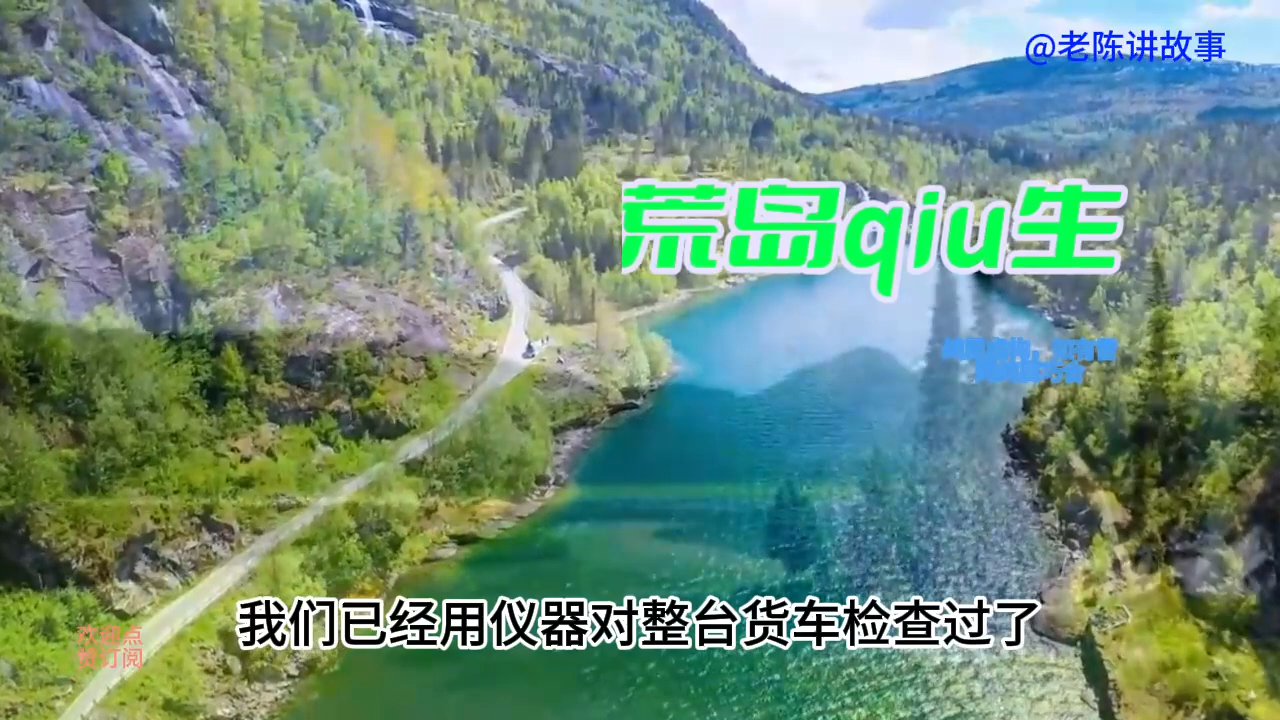 @老陈讲故事
荒岛qiu生
我们已经用仪器对整台货车检查过了
欢迎点
赞订阅